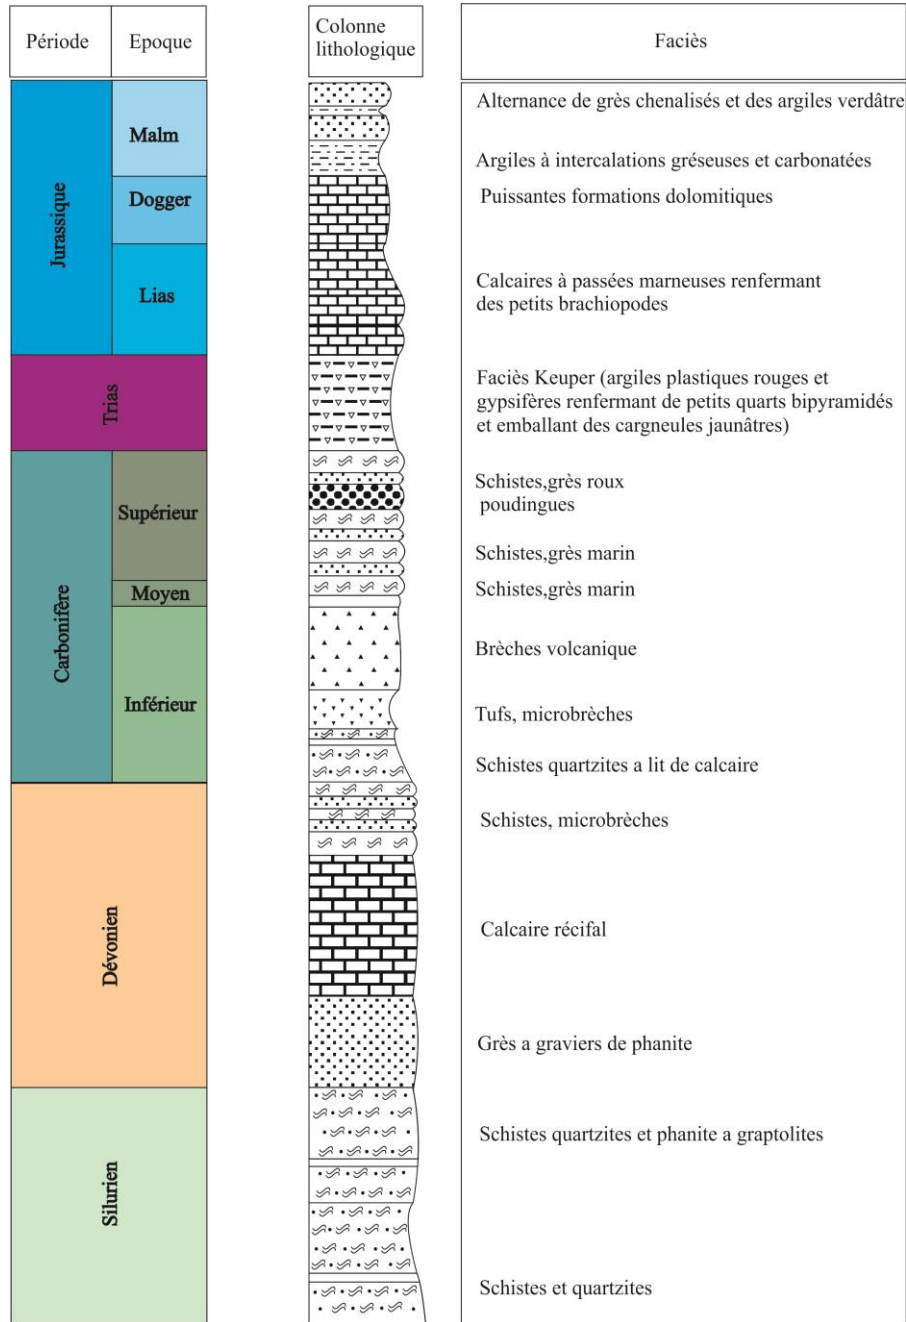 Période
Epoque
Colonne
lithologique
Faciès
Jurassique
Malm
Dogger
Lias
Trias
Carbonifère
Supérieur
Moyen
Inférieur
Dévonien
Silurien
Alternance de grès chenalisés et des argiles verdâtre
Argiles à intercalations gréseuses et carbonatées
Puissantes formations dolomitiques
Calcaires à passées marneuses renfermant
des petits brachiopodes
Faciès Keuper (argiles plastiques rouges et
gypsifères renfermant de petits quarts bipyramidés
et emballant des cargneules jaunâtres)
Schistes,grès roux
poudingues
Schistes,grès marin
Schistes,grès marin
Brèches volcanique
Tufs, microbrèches
Schistes quartzites a lit de calcaire
Schistes, microbrèches
Calcaire récifal
Grès a graviers de phanite
Schistes quartzites et phanite a graptolites
Schistes et quartzites